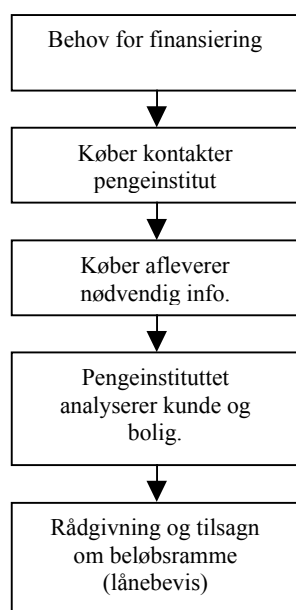 Behov for finansiering
Køber kontakter
pengeinstitut
Køber afleverer
nødvendig info.
Pengeinstituttet
analyserer kunde og
bolig.
Rådgivning og tilsagn
om beløbsramme
(lånebevis)